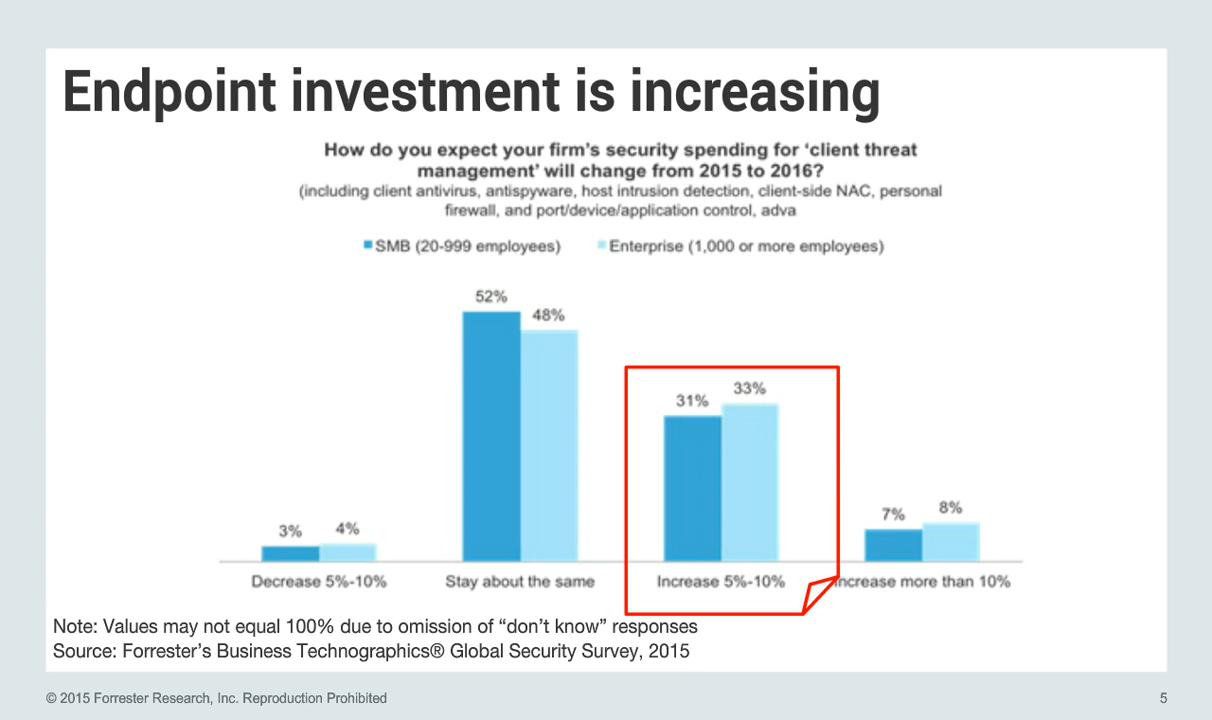 Endpoint investment is increasing
How do you expect your firm's security spending for 'client threat
management' will change from 2015 to 2016?
(including client antivirus, antispyware, host intrusion detection, client-side NAC, personal
firewall, and port/device/application control, adva
SMB (20-999 employees) Enterprise (1,000 or more employees)
52%
48%
33%
31%
8%
7%
4%
3%
Decrease 5%-10% Stay about the same Increase 5%-10% Increase more than 10%
Note: Values may not equal 100% due to omission of “don’t know” responses
Source: Forrester’s Business Technographics® Global Security Survey, 2015
© 2015 Forrester Research, Inc. Reproduction Prohibited 5